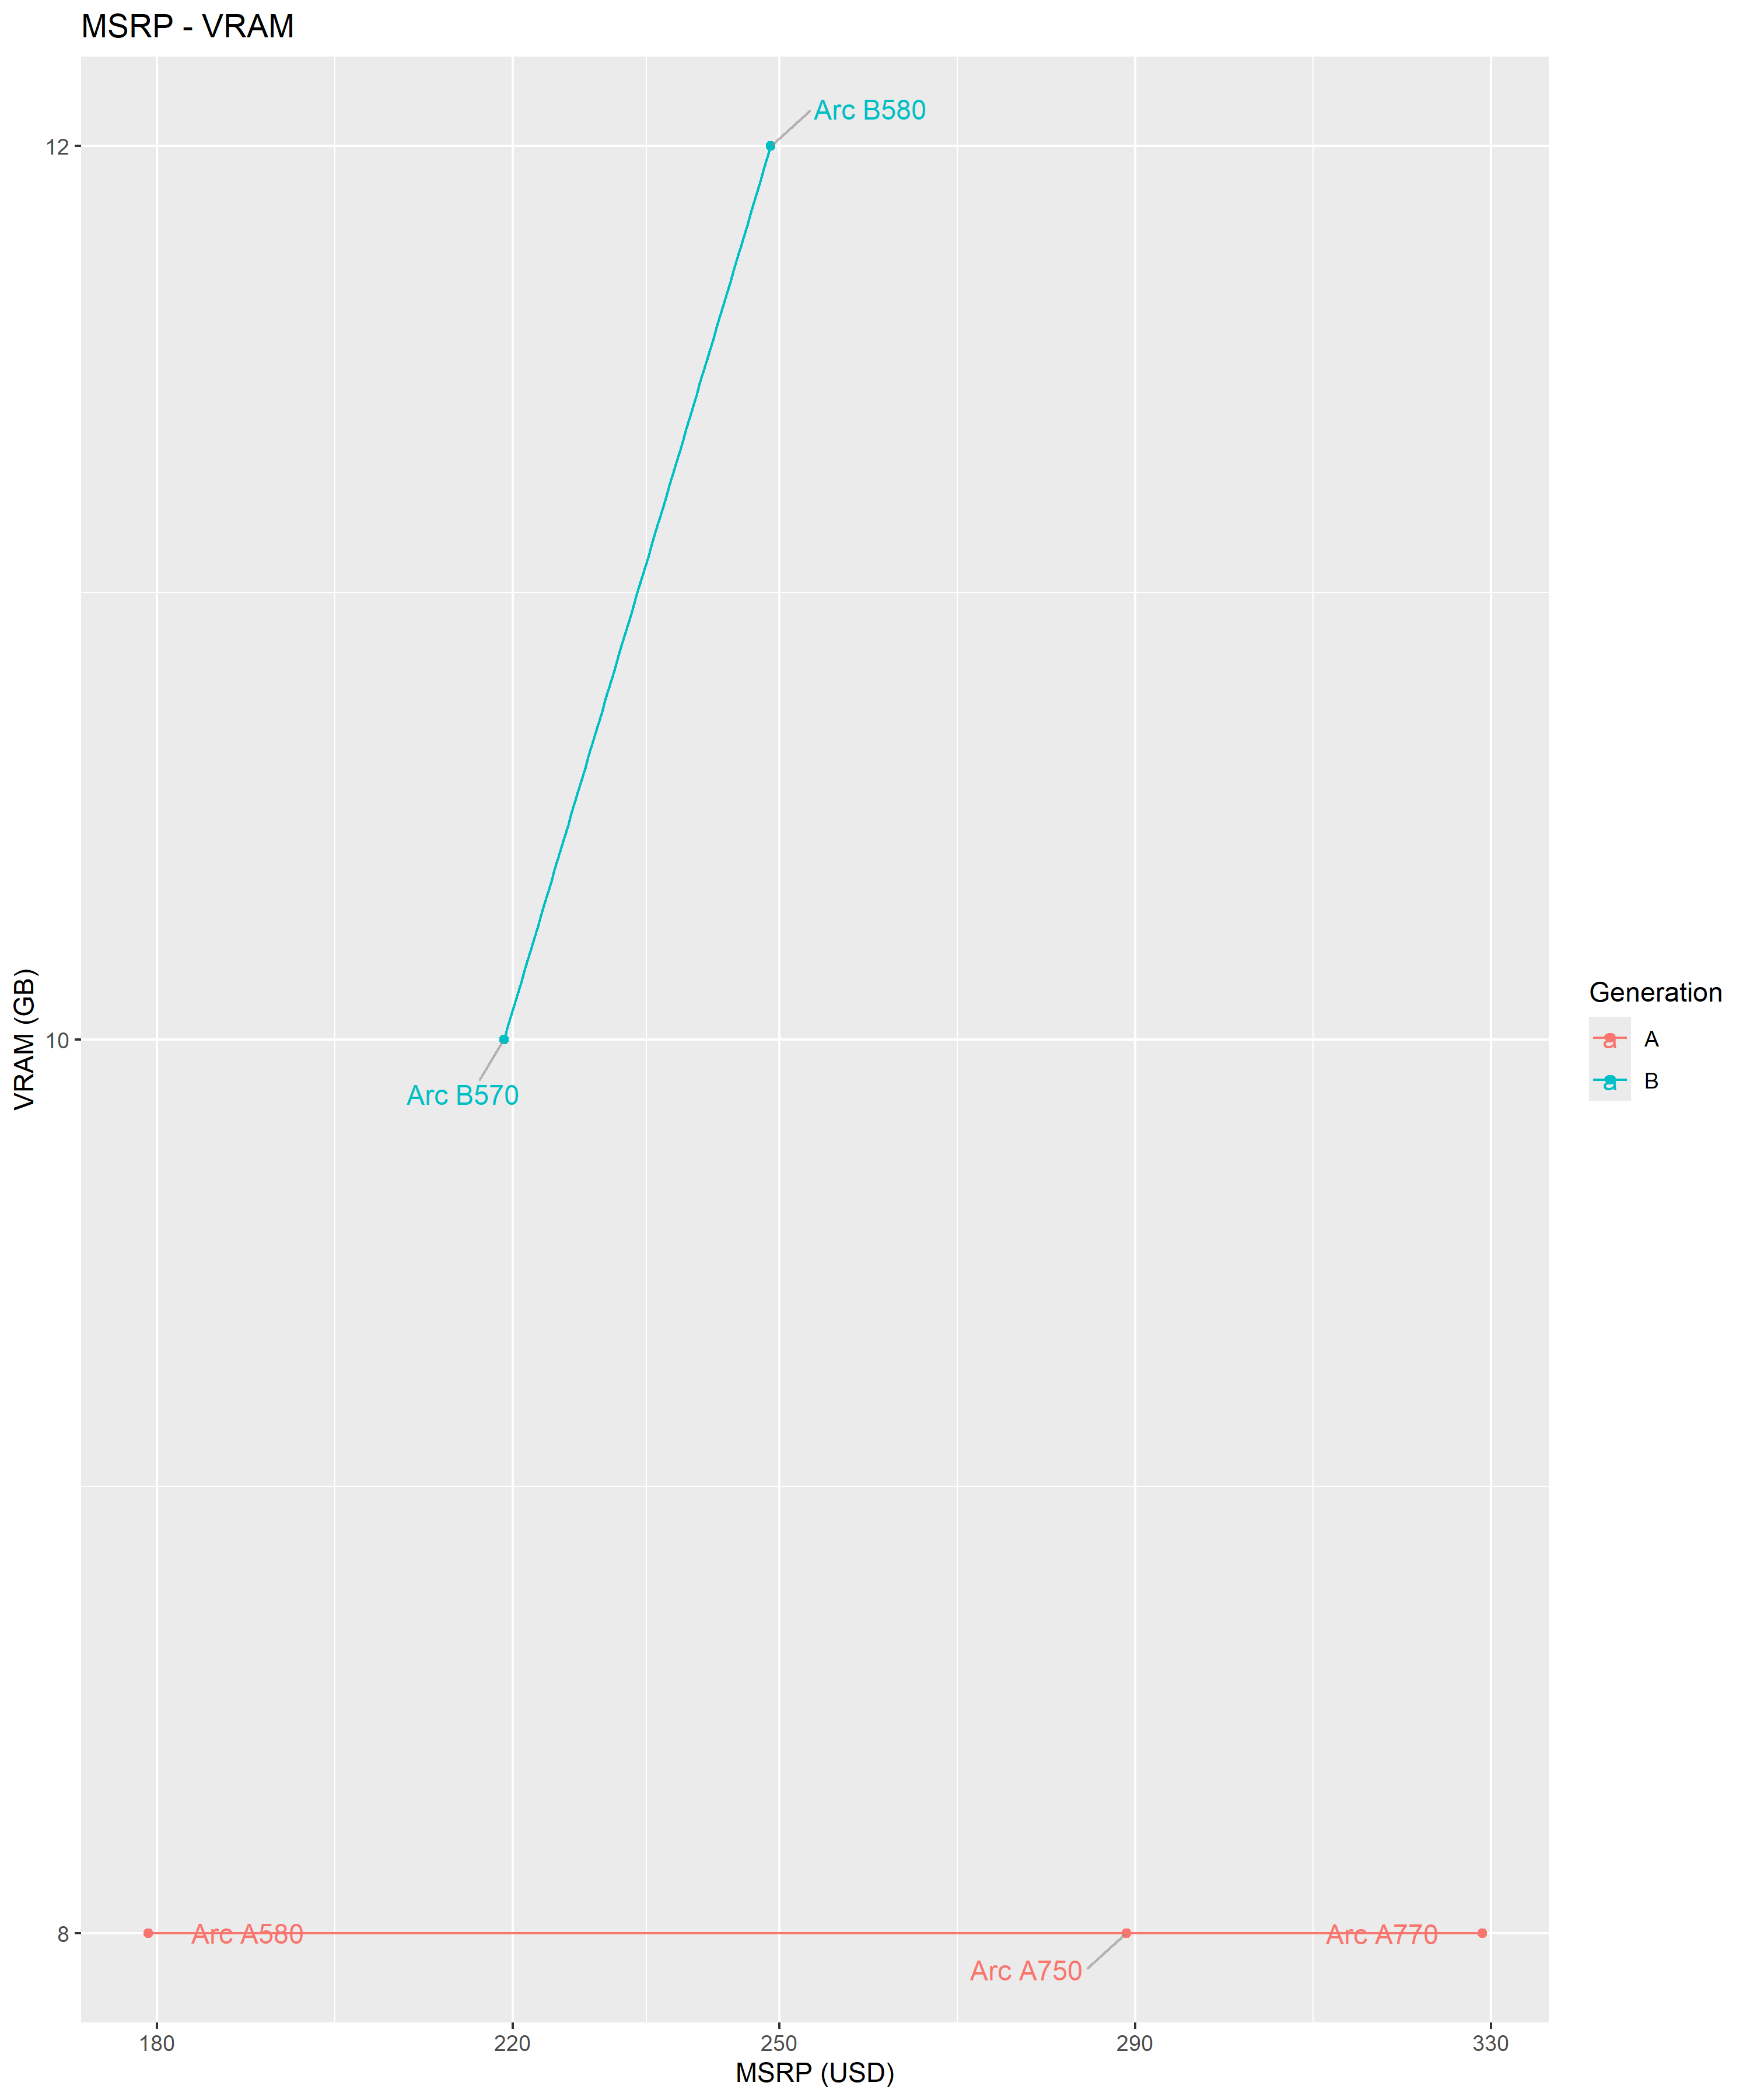 MSRP - VRAM
Arc B580
12
VRAM (GB)
10
Arc B570
Generation
a A
a B
8
Arc A580
Arc A770
Arc A750
180 220 250 290 330
MSRP (USD)